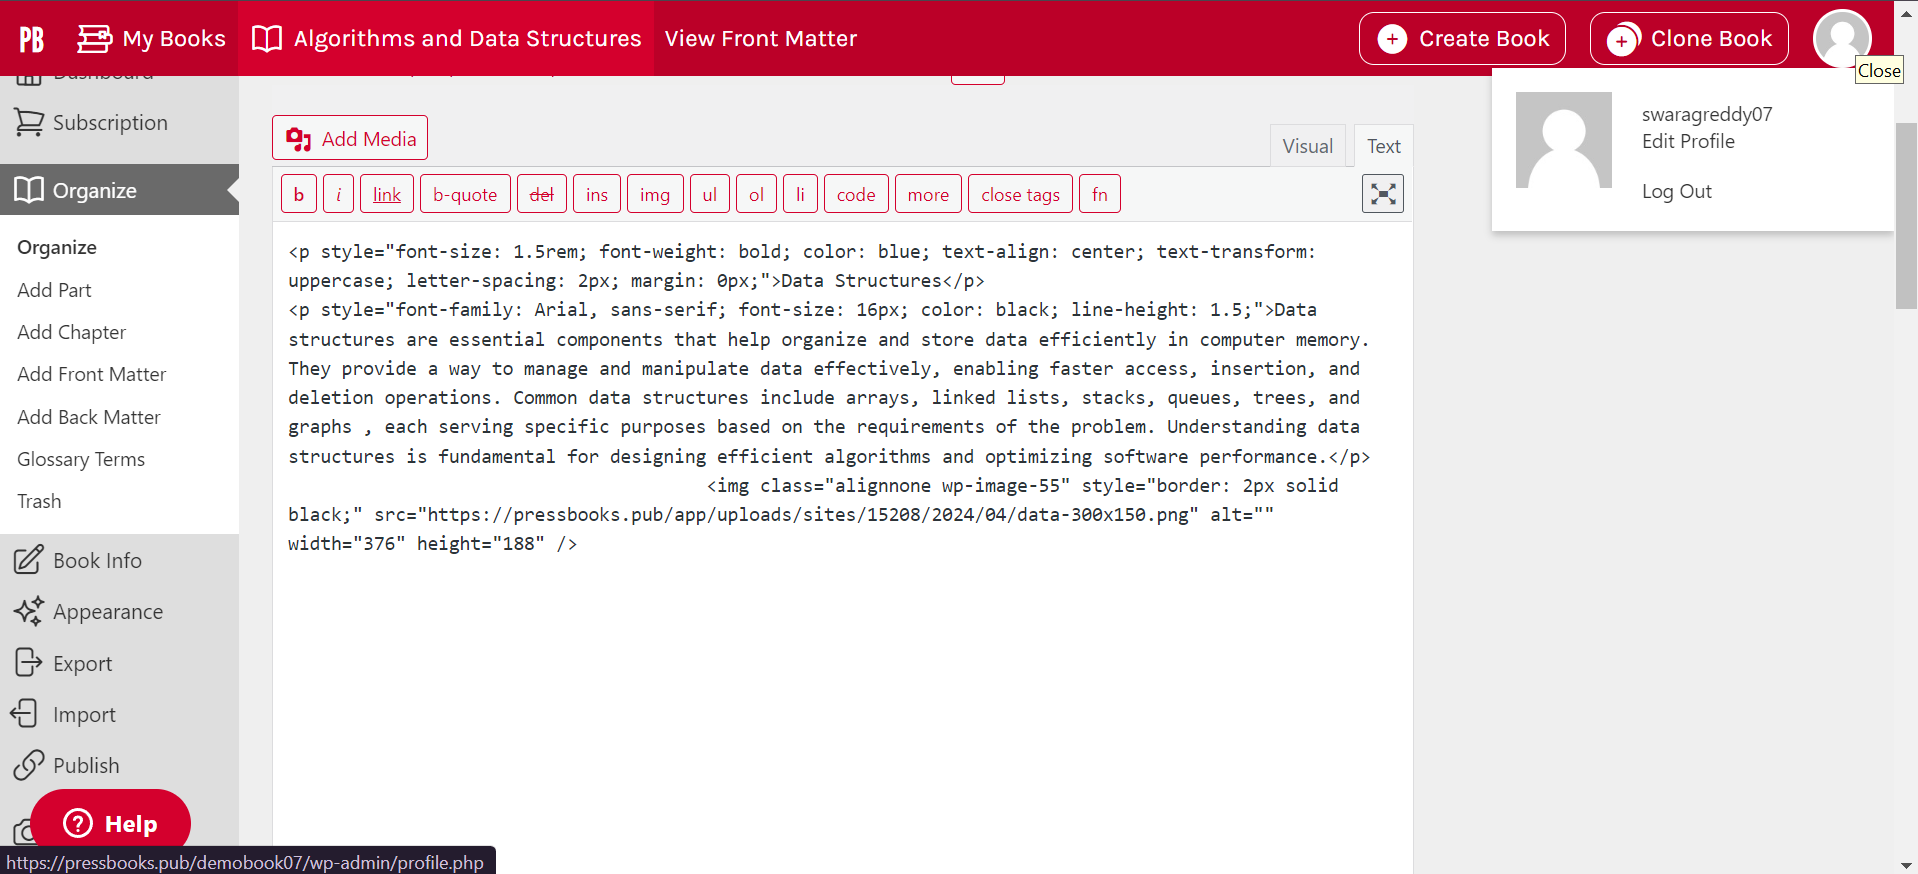 PB My Books Algorithms and Data Structures View Front Matter Create Book Clone Book
Close
swaragreddy07
Edit Profile
Log Out
Dashboard
Subscription
Organize
Organize
Add Part
Add Chapter
Add Front Matter
Add Back Matter
Glossary Terms
Trash
Book Info
Appearance
Export
Import
Publish
Help
Add Media
Visual Text
b i link b-quote del ins img ul ol li code more close tags fn
<p style="font-size: 1.5rem; font-weight: bold; color: blue; text-align: center; text-transform:
uppercase; letter-spacing: 2px; margin: 0px;">Data Structures</p>
<p style="font-family: Arial, sans-serif; font-size: 16px; color: black; line-height: 1.5;">Data
structures are essential components that help organize and store data efficiently in computer memory.
They provide a way to manage and manipulate data effectively, enabling faster access, insertion, and
deletion operations. Common data structures include arrays, linked lists, stacks, queues, trees, and
graphs , each serving specific purposes based on the requirements of the problem. Understanding data
structures is fundamental for designing efficient algorithms and optimizing software performance.</p>
<img class="alignnone wp-image-55" style="border: 2px solid
black;" src="https://pressbooks.pub/app/uploads/sites/15208/2024/04/data-300x150.png" alt=""
width="376" height="188" />
https://pressbooks.pub/demobook07/wp-admin/profile.php